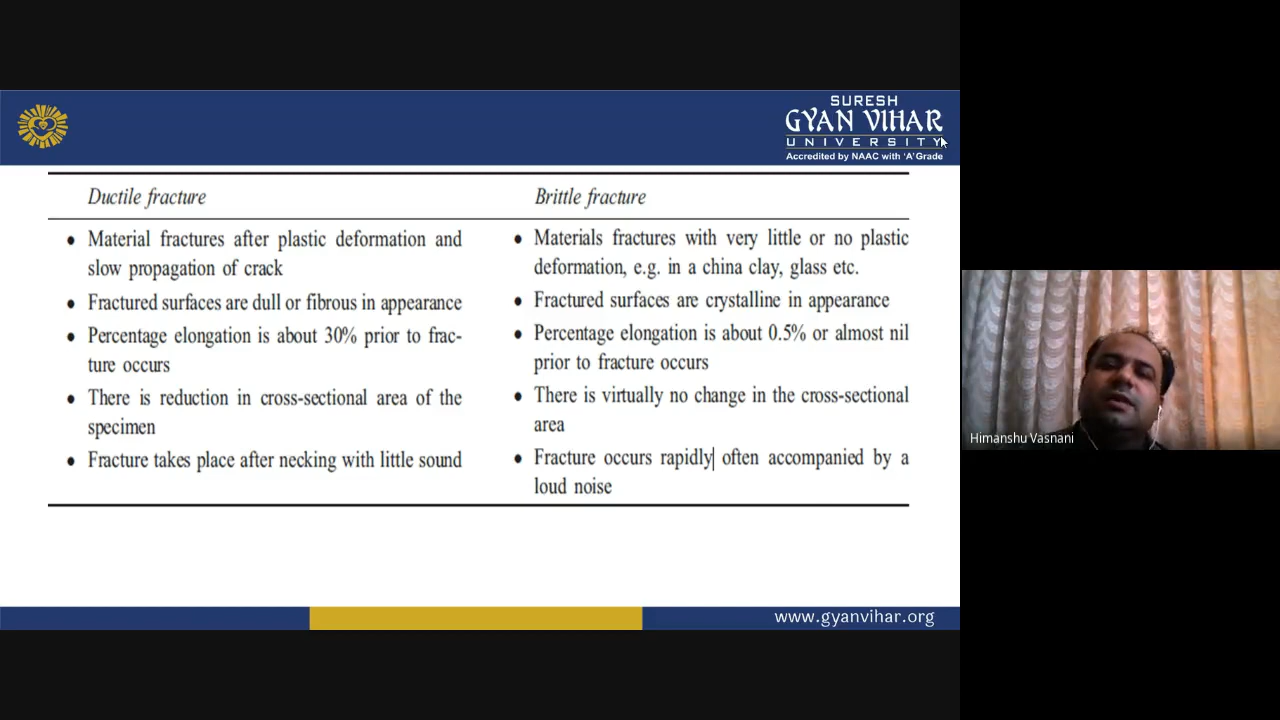 SURESH
GYAN VIHAR
UNIVERSITY
Accredited by NAAC with 'A' Grade
Ductile fracture
• Material fractures after plastic deformation and
slow propagation of crack
• Fractured surfaces are dull or fibrous in appearance
• Percentage elongation is about 30% prior to frac-
ture occurs
• There is reduction in cross-sectional area of the
specimen
• Fracture takes place after necking with little sound
Brittle fracture
• Materials fractures with very little or no plastic
deformation, e.g. in a china clay, glass etc.
• Fractured surfaces are crystalline in appearance
• Percentage elongation is about 0.5% or almost nil
prior to fracture occurs
• There is virtually no change in the cross-sectional
area
• Fracture occurs rapidly often accompanied by a
loud noise
www.gyanvihar.org
Himanshu Vasnani